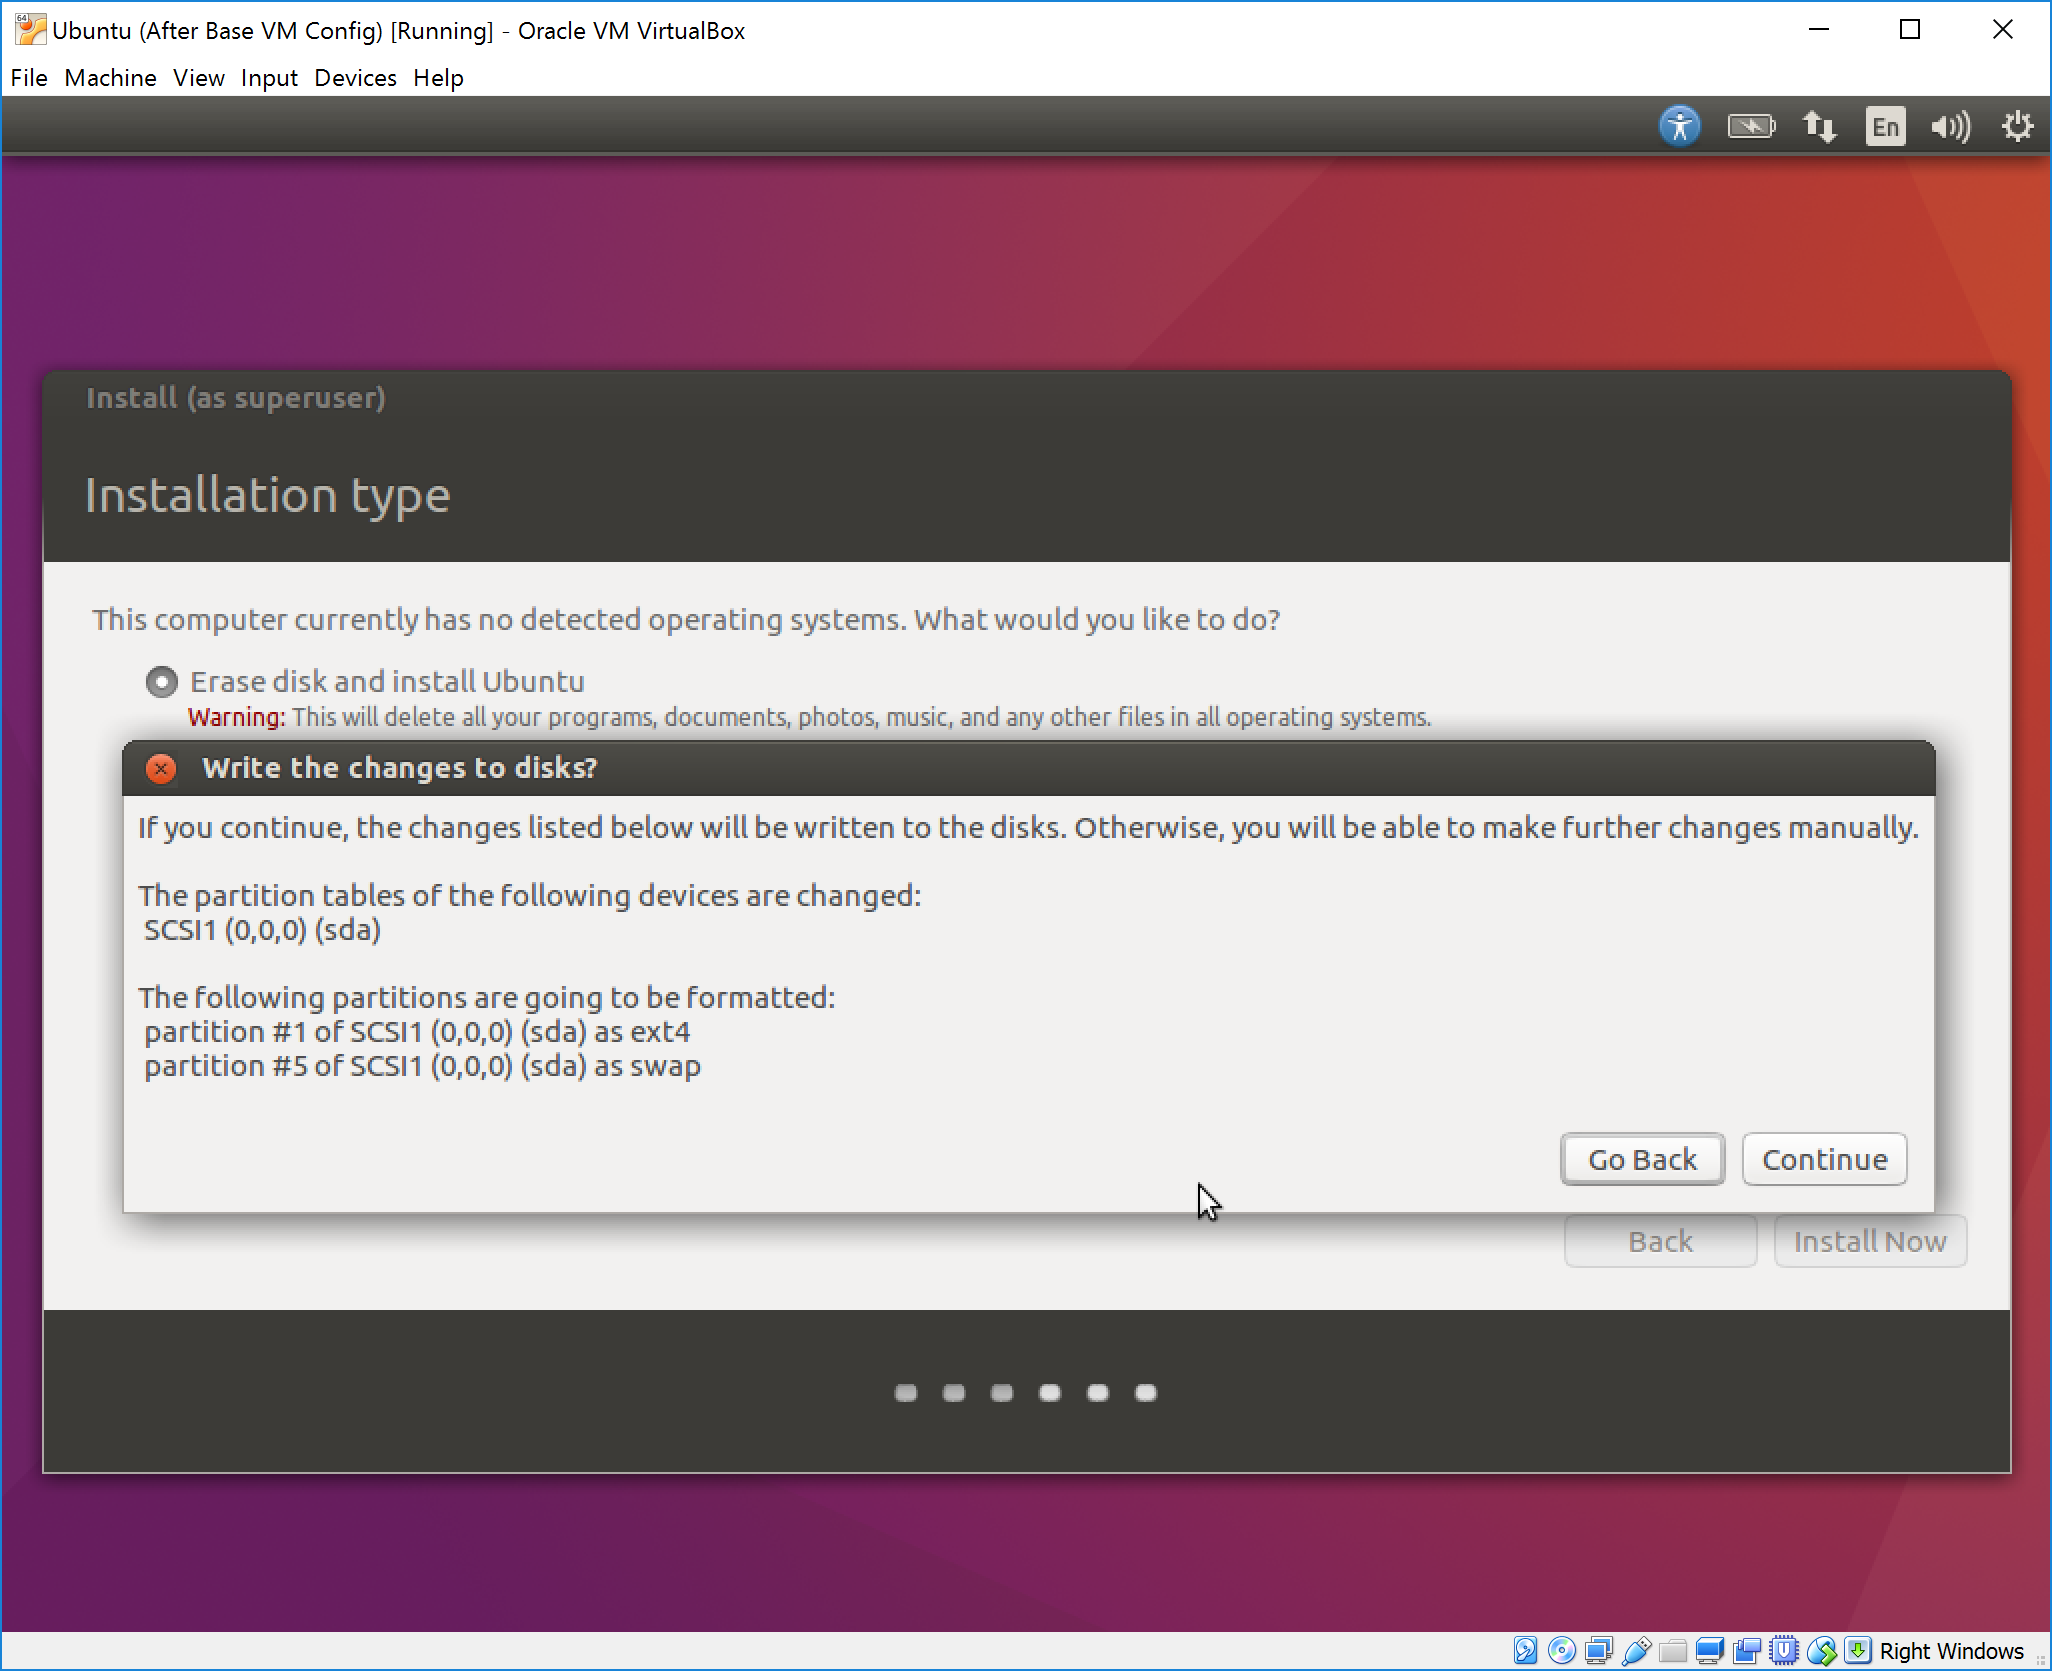 Ubuntu (After Base VM Config) [Running] - Oracle VM VirtualBox
File Machine View Input Devices Help
En
Install (as superuser)
Installation type
This computer currently has no detected operating systems. What would you like to do?
Erase disk and install Ubuntu
Warning: This will delete all your programs, documents, photos, music, and any other files in all operating systems.
Write the changes to disks?
If you continue, the changes listed below will be written to the disks. Otherwise, you will be able to make further changes manually.
The partition tables of the following devices are changed:
SCSI1 (0,0,0) (sda)
The following partitions are going to be formatted:
partition #1 of SCSI1 (0,0,0) (sda) as ext4
partition #5 of SCSI1 (0,0,0) (sda) as swap
Go Back Continue
Back Install Now
Right Windows